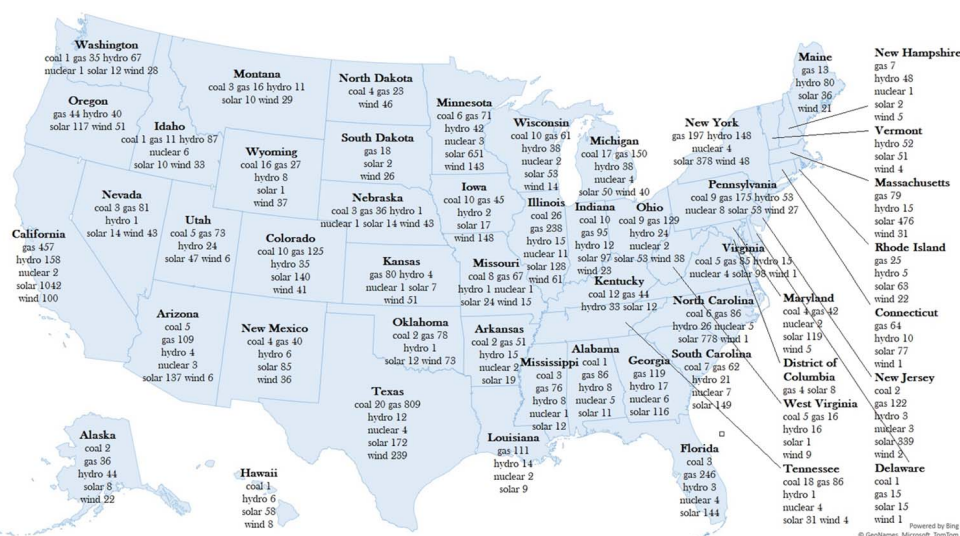 Washington
coal 1 gas 35 hydro 67
nuclear 1 solar 12 wind 28
Oregon
gas 44 hydro 40
solar 117 wind 51
Idaho
coal 1 gas 11 hydro 87
nuclear 6
solar 10 wind 33
Montana
coal 3 gas 16 hydro 11
solar 10 wind 29
North Dakota
coal 4 gas 23
wind 46
South Dakota
gas 18
solar 2
wind 26
Wyoming
coal 16 gas 27
hydro 8
solar 1
wind 37
Nebraska
coal 3 gas 36 hydro 1
nuclear 1 solar 14 wind 43
Minnesota
coal 6 gas 71
hydro 42
nuclear 3
solar 651
wind 143
Iowa
coal 10 gas 45
hydro 2
solar 17
wind 148
Wisconsin
coal 10 gas 61
hydro 38
nuclear 2
solar 53
wind 14
Michigan
coal 17 gas 150
hydro 38
nuclear 4
solar 50 wind 40
New York
gas 197 hydro 148
nuclear 4
solar 378 wind 48
Maine
gas 13
hydro 80
solar 36
wind 21
New Hampshire
gas 7
hydro 48
nuclear 1
solar 2
wind 5
Vermont
hydro 52
solar 51
wind 4
Massachusetts
gas 79
hydro 15
solar 476
wind 31
Rhode Island
gas 25
hydro 5
solar 63
wind 22
Connecticut
gas 64
hydro 10
solar 77
wind 1
New Jersey
coal 2
gas 122
hydro 3
nuclear 3
solar 339
wind 2
Delaware
coal 1
gas 15
solar 15
wind 1
Pennsylvania
coal 9 gas 175 hydro 53
nuclear 8 solar 53 wind 27
California
gas 457
hydro 158
nuclear 2
solar 1042
wind 100
Nevada
coal 3 gas 81
hydro 1
solar 14 wind 43
Utah
coal 5 gas 73
hydro 24
solar 47 wind 6
Colorado
coal 10 gas 125
hydro 35
solar 140
wind 41
Kansas
gas 80 hydro 4
nuclear 1 solar 7
wind 51
Missouri
coal 8 gas 67
hydro 1 nuclear 1
solar 24 wind 15
Illinois
coal 26
gas 238
hydro 15
nuclear 11
solar 128
wind 61
Indiana
coal 10
gas 95
hydro 12
solar 97
wind 23
Ohio
coal 9 gas 129
hydro 24
nuclear 2
solar 53 wind 38
Kentucky
coal 12 gas 44
hydro 33 solar 12
Virginia
coal 5 gas 85 hydro 15
nuclear 4 solar 98 wind 1
Maryland
coal 4 gas 42
nuclear 2
solar 119
wind 5
District of
Columbia
gas 4 solar 8
West Virginia
coal 5 gas 16
hydro 16
solar 1
wind 9
Tennessee
coal 18 gas 86
hydro 1
nuclear 4
solar 31 wind 4
North Carolina
coal 6 gas 86
hydro 26 nuclear 5
solar 778 wind 1
South Carolina
coal 7 gas 62
hydro 21
nuclear 7
solar 149
Arizona
coal 5
gas 109
hydro 4
nuclear 3
solar 137 wind 6
New Mexico
coal 4 gas 40
hydro 6
solar 85
wind 36
Oklahoma
coal 2 gas 78
hydro 1
solar 12 wind 73
Arkansas
coal 2 gas 51
hydro 15
nuclear 2
solar 19
Texas
coal 20 gas 809
hydro 12
nuclear 4
solar 172
wind 239
Louisiana
gas 111
hydro 14
nuclear 2
solar 9
Mississippi
coal 3
gas 76
hydro 8
nuclear 1
solar 12
Alabama
coal 1
gas 86
hydro 8
nuclear 5
solar 11
Georgia
gas 119
hydro 17
nuclear 6
solar 116
Florida
coal 3
gas 246
hydro 3
nuclear 4
solar 144
Alaska
coal 2
gas 36
hydro 44
solar 8
wind 22
Hawaii
coal 1
hydro 6
solar 58
wind 8
Powered by Bing
© GeoNames, Microsoft, TomTom